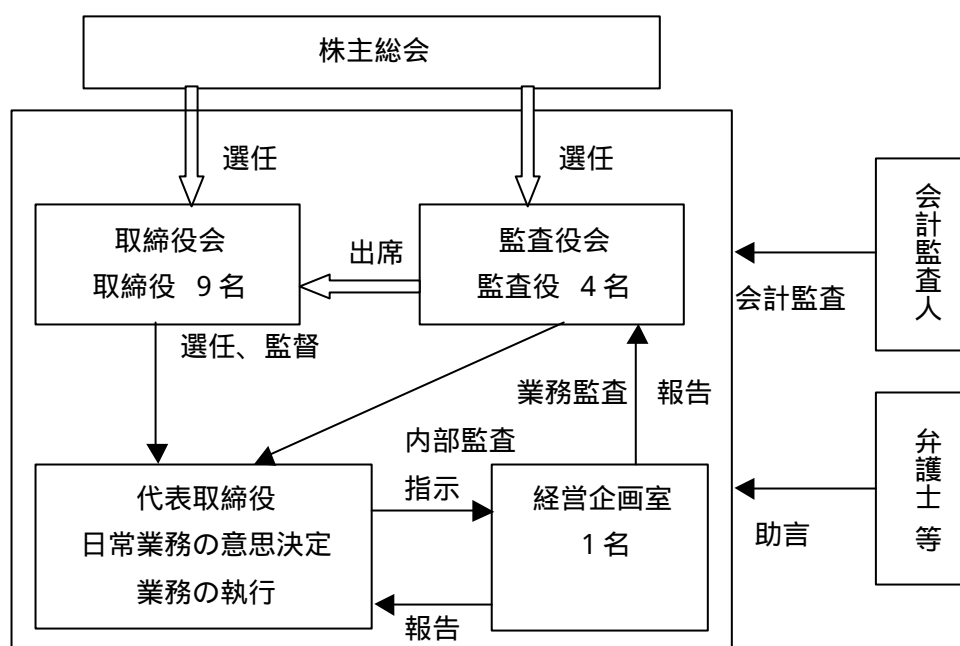 株主総会
選任
選任
取締役会
取締役 9名
出席
監査役会
監査役 4名
会計監査人
会計監査
選任、監督
業務監査
報告
内部監査
指示
代表取締役
日常業務の意思決定
業務の執行
経営企画室
1名
報告
弁護士 等
助言